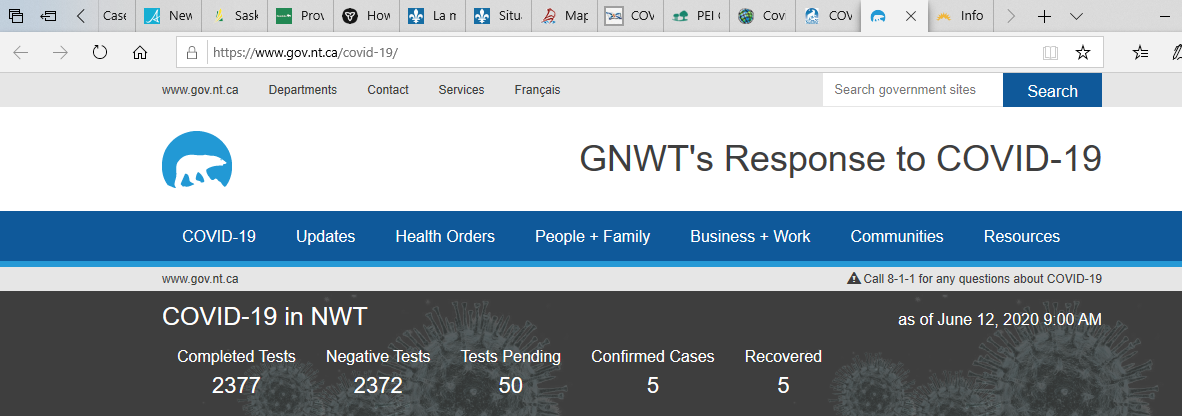 Case New Sask Prov How La m Situ Map COV PEI C Cov COV Info
https://www.gov.nt.ca/covid-19/
www.gov.nt.ca Departments Contact Services Français Search government sites Search
GNWT's Response to COVID-19
COVID-19 Updates Health Orders People + Family Business + Work Communities Resources
www.gov.nt.ca Call 8-1-1 for any questions about COVID-19
COVID-19 in NWT as of June 12, 2020 9:00 AM
Completed Tests Negative Tests Tests Pending Confirmed Cases Recovered
2377 2372 50 5 5